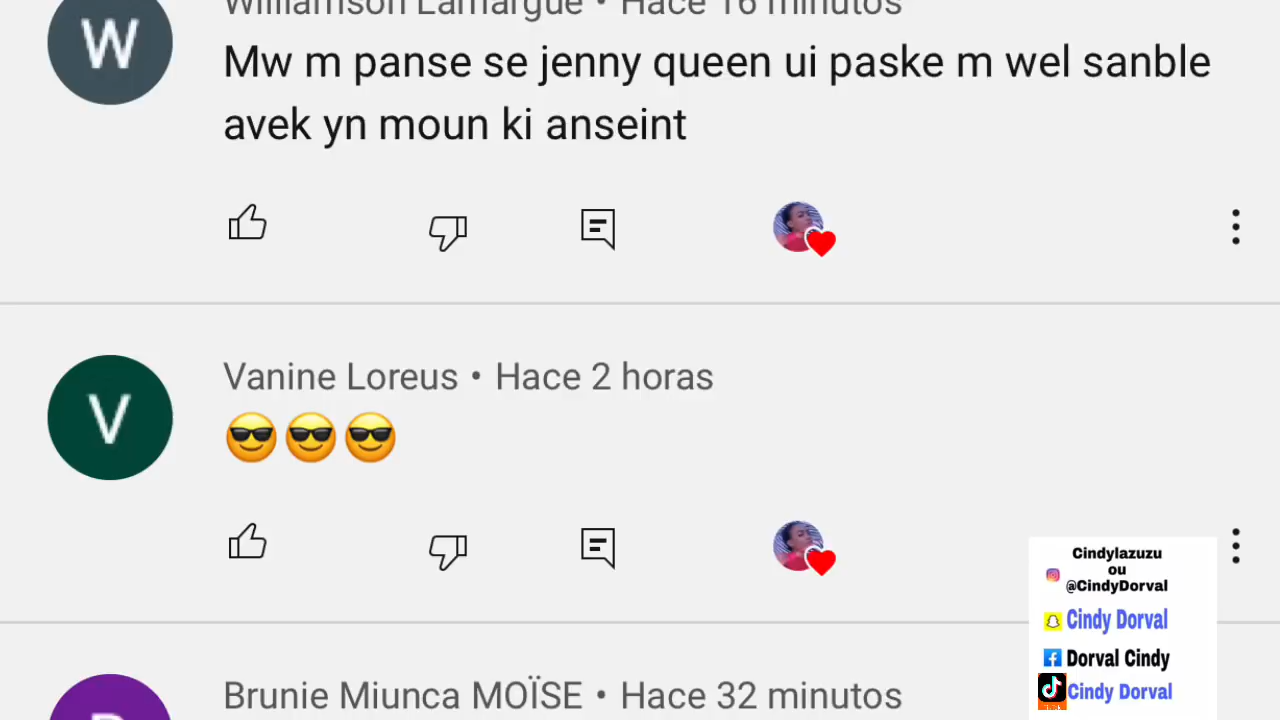 W
Williamson Lamargue • Hace 16 minutos
Mw m panse se jenny queen ui paske m wel sanble
avek yn moun ki anseint
V
Vanine Loreus • Hace 2 horas
😎😎😎
Brunie Miunca MOÏSE • Hace 32 minutos
Cindylazuzu
ou
@CindyDorval
Cindy Dorval
Dorval Cindy
Cindy Dorval